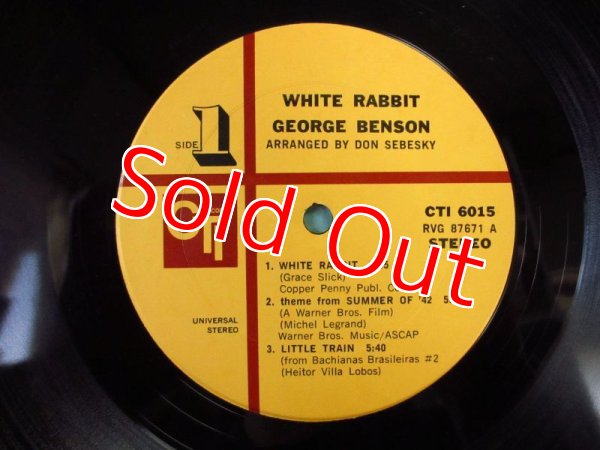 WHITE RABBIT
GEORGE BENSON
ARRANGED BY DON SEBESKY
SIDE 1
CTI 6015
RVG 87671 A
STEREO
Sold Out
CTI
UNIVERSAL
STEREO
1. WHITE RABBIT
(Grace Slick)
Copper Penny Publ.
2. theme from SUMMER OF '42
(A Warner Bros. Film)
(Michel Legrand)
Warner Bros. Music/ASCAP
3. LITTLE TRAIN 5:40
(from Bachianas Brasileiras #2
(Heitor Villa Lobos)